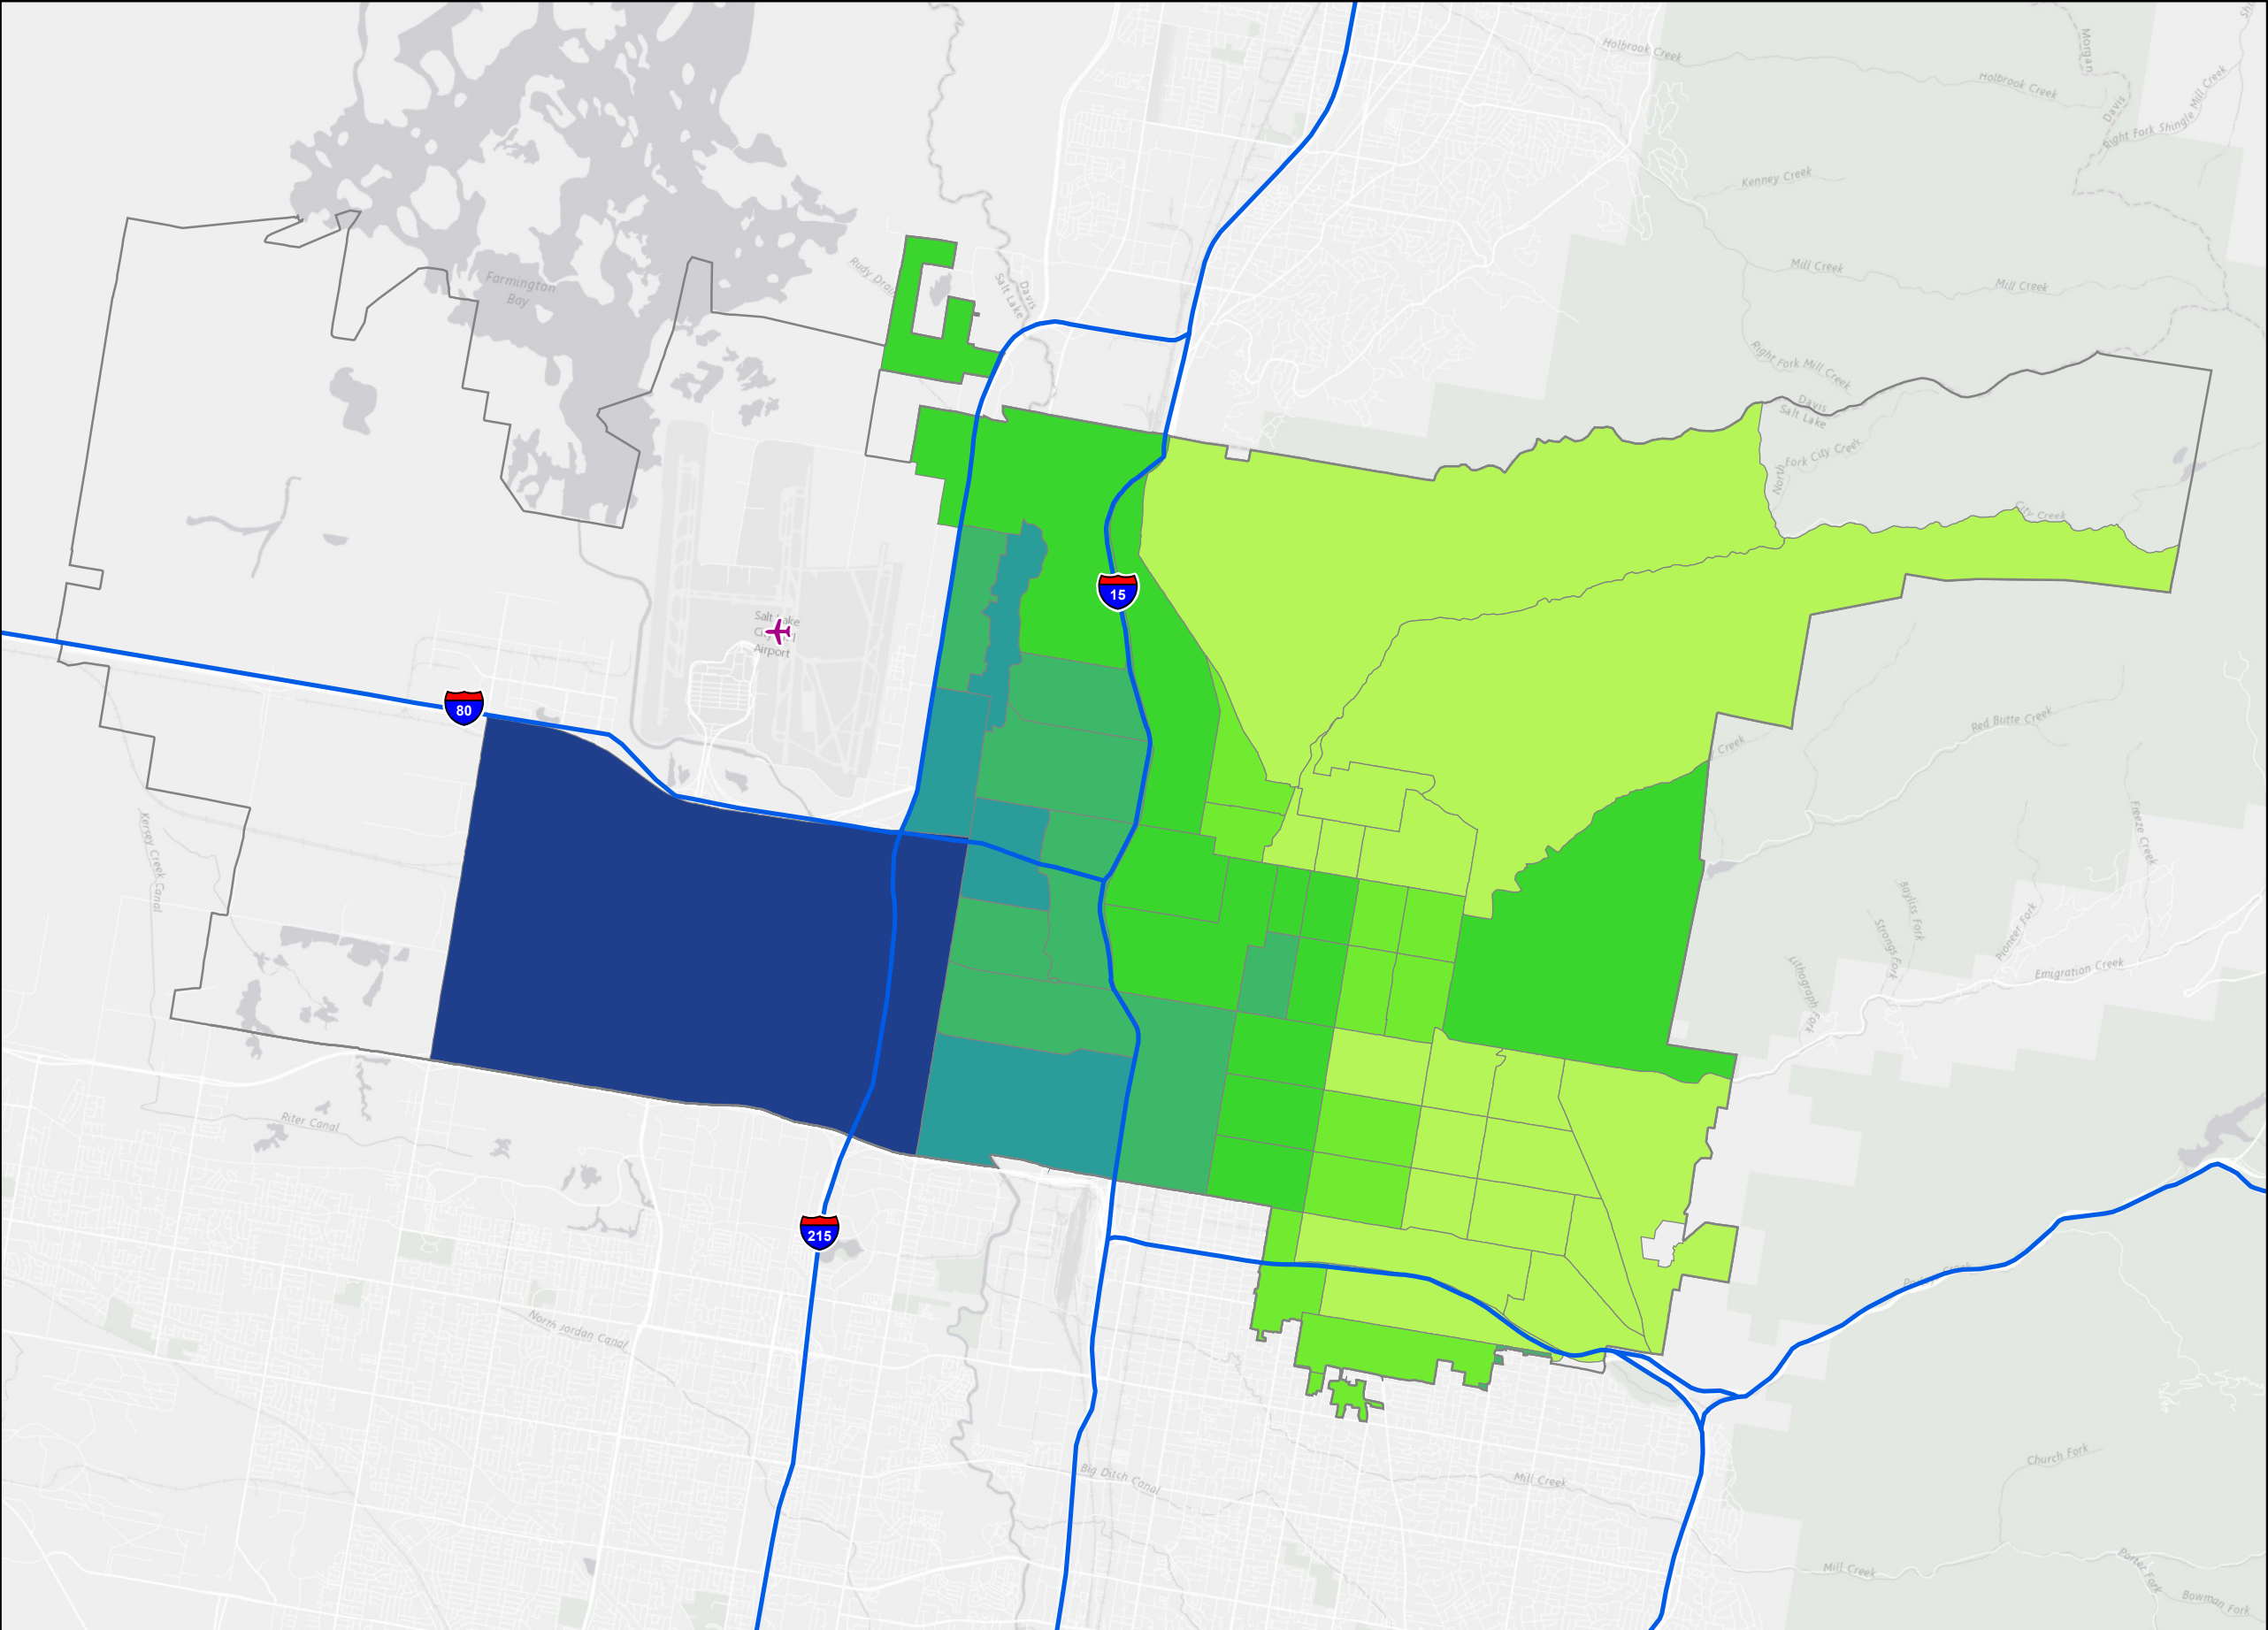 Holbrook Creek
Morgan
Davis
Holbrook Creek
Mill Creek
Right Fork Shingle
Kenney Creek
Rudy Drain
Davis
Salt Lake
Farmington
Bay
Mill Creek
Mill Creek
Right Fork Mill Creek
Davis
Salt Lake
North
Fork City Creek
City Creek
15
Salt Lake
Airport
80
Creek
Red Butte Creek
Kersey Creek Canal
Freeze Creek
Bayliss Fork
Strongs Fork
Pioneer Fork
Lithograph Fork
Emigration Creek
Riter Canal
215
North Jordan Canal
Big Ditch Canal
Mill Creek
Church Fork
Mill Creek
Porter Fork
Bowman Fork